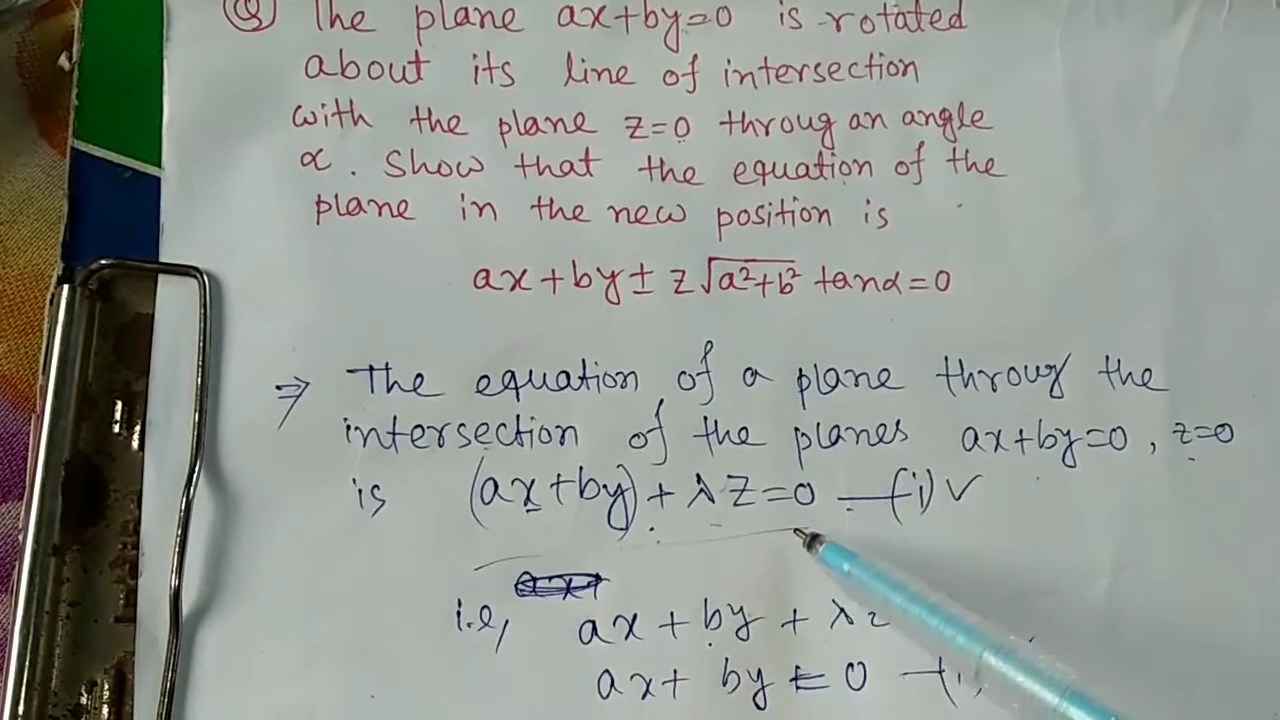 Q The plane ax+by=0 is rotated
about its line of intersection
with the plane z=0 throug an angle
α. Show that the equation of the
plane in the new position is
ax+by± z√a²+b² tanα=0
⇒ The equation of a plane throug the
intersection of the planes ax+by=0, z=0
is (ax+by)+λz=0 —(i)✓
i.e, ax + by + λz
ax+ by = 0